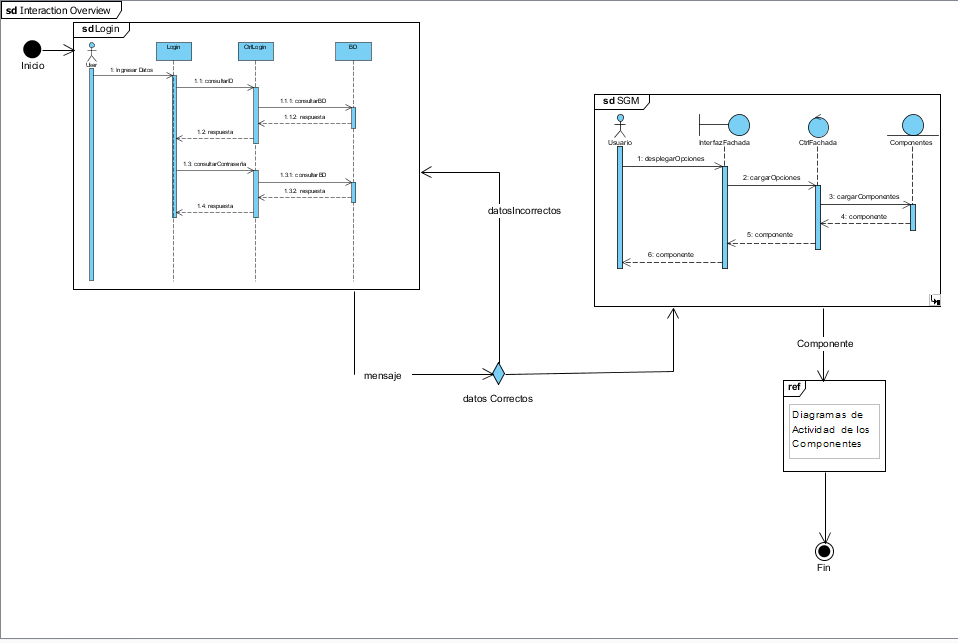 sd Interaction Overview
sd Login
Inicio
User
Login
CtrlLogin
BD
1: ingresar Datos
1.1: consultarID
1.1.1: consultarBD
1.1.2: respuesta
1.2: respuesta
1.3: consultarContraseña
1.3.1: consultarBD
1.3.2: respuesta
1.4: respuesta
sd SGM
Usuario
InterfazFachada
CtrlFachada
Componentes
1: desplegarOpciones
2: cargarOpciones
3: cargarComponentes
4: componente
5: componente
6: componente
datosIncorrectos
mensaje
datos Correctos
Componente
ref
Diagramas de
Actividad de los
Componentes
Fin